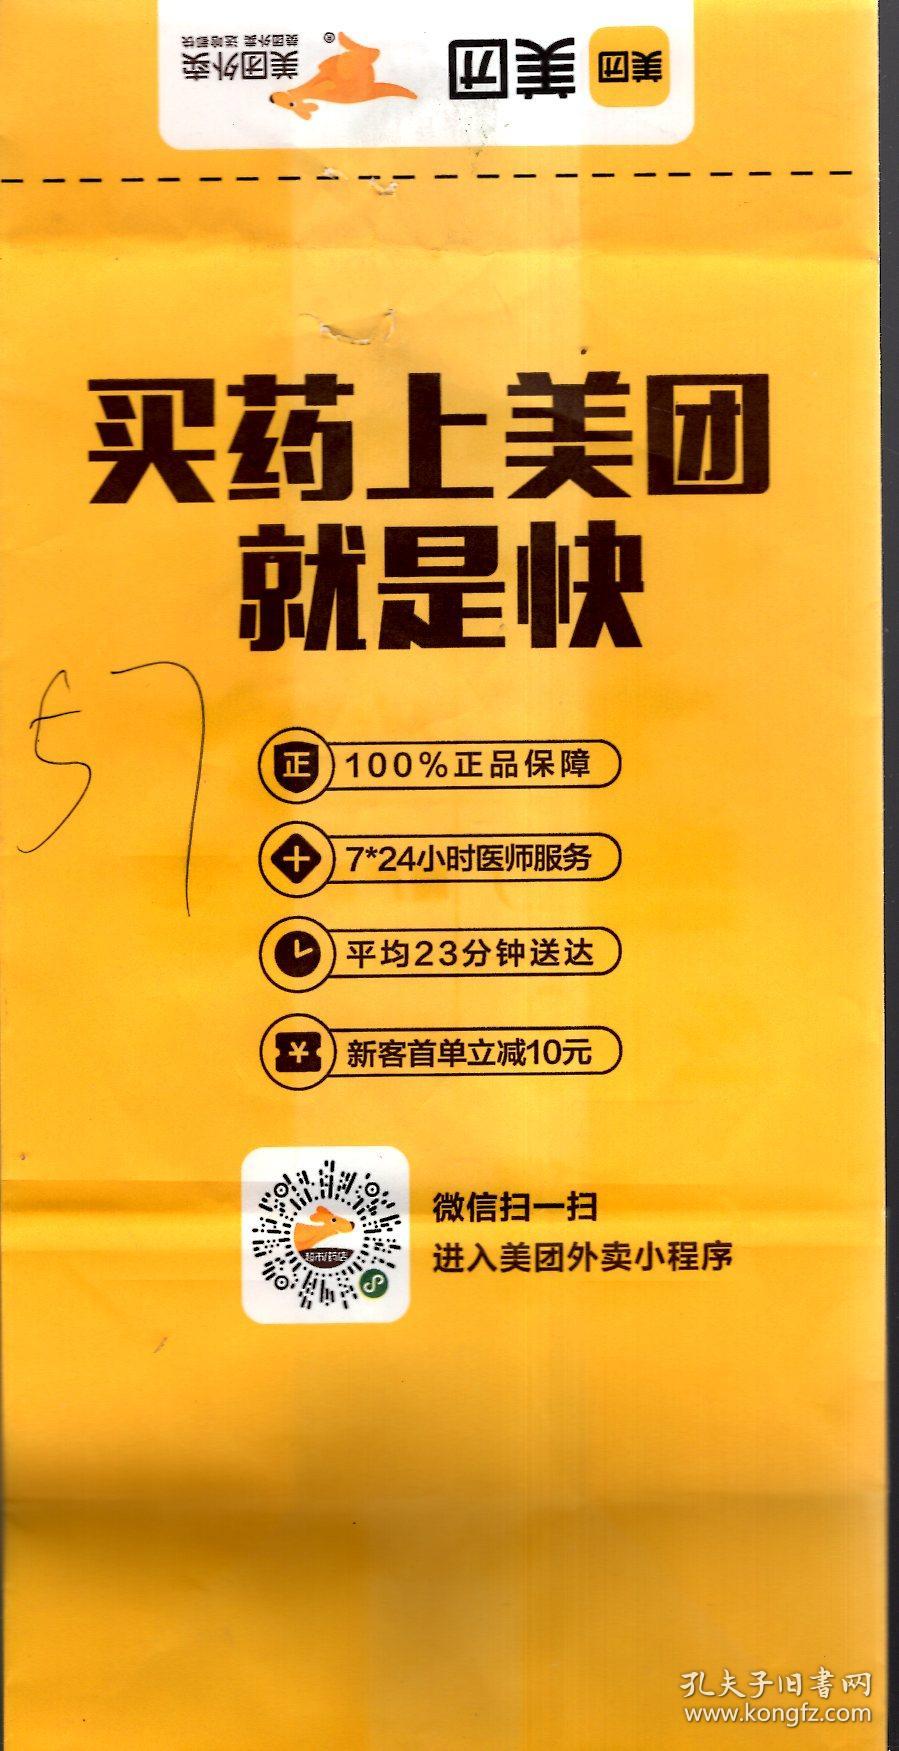 美团
美团
美团外卖
美团外卖 送啥都快
®
买药上美团
就是快
57
正
100%正品保障
7*24小时医师服务
平均23分钟送达
¥
新客首单立减10元
超市/药店
微信扫一扫
进入美团外卖小程序
孔夫子旧书网
www.kongfz.com